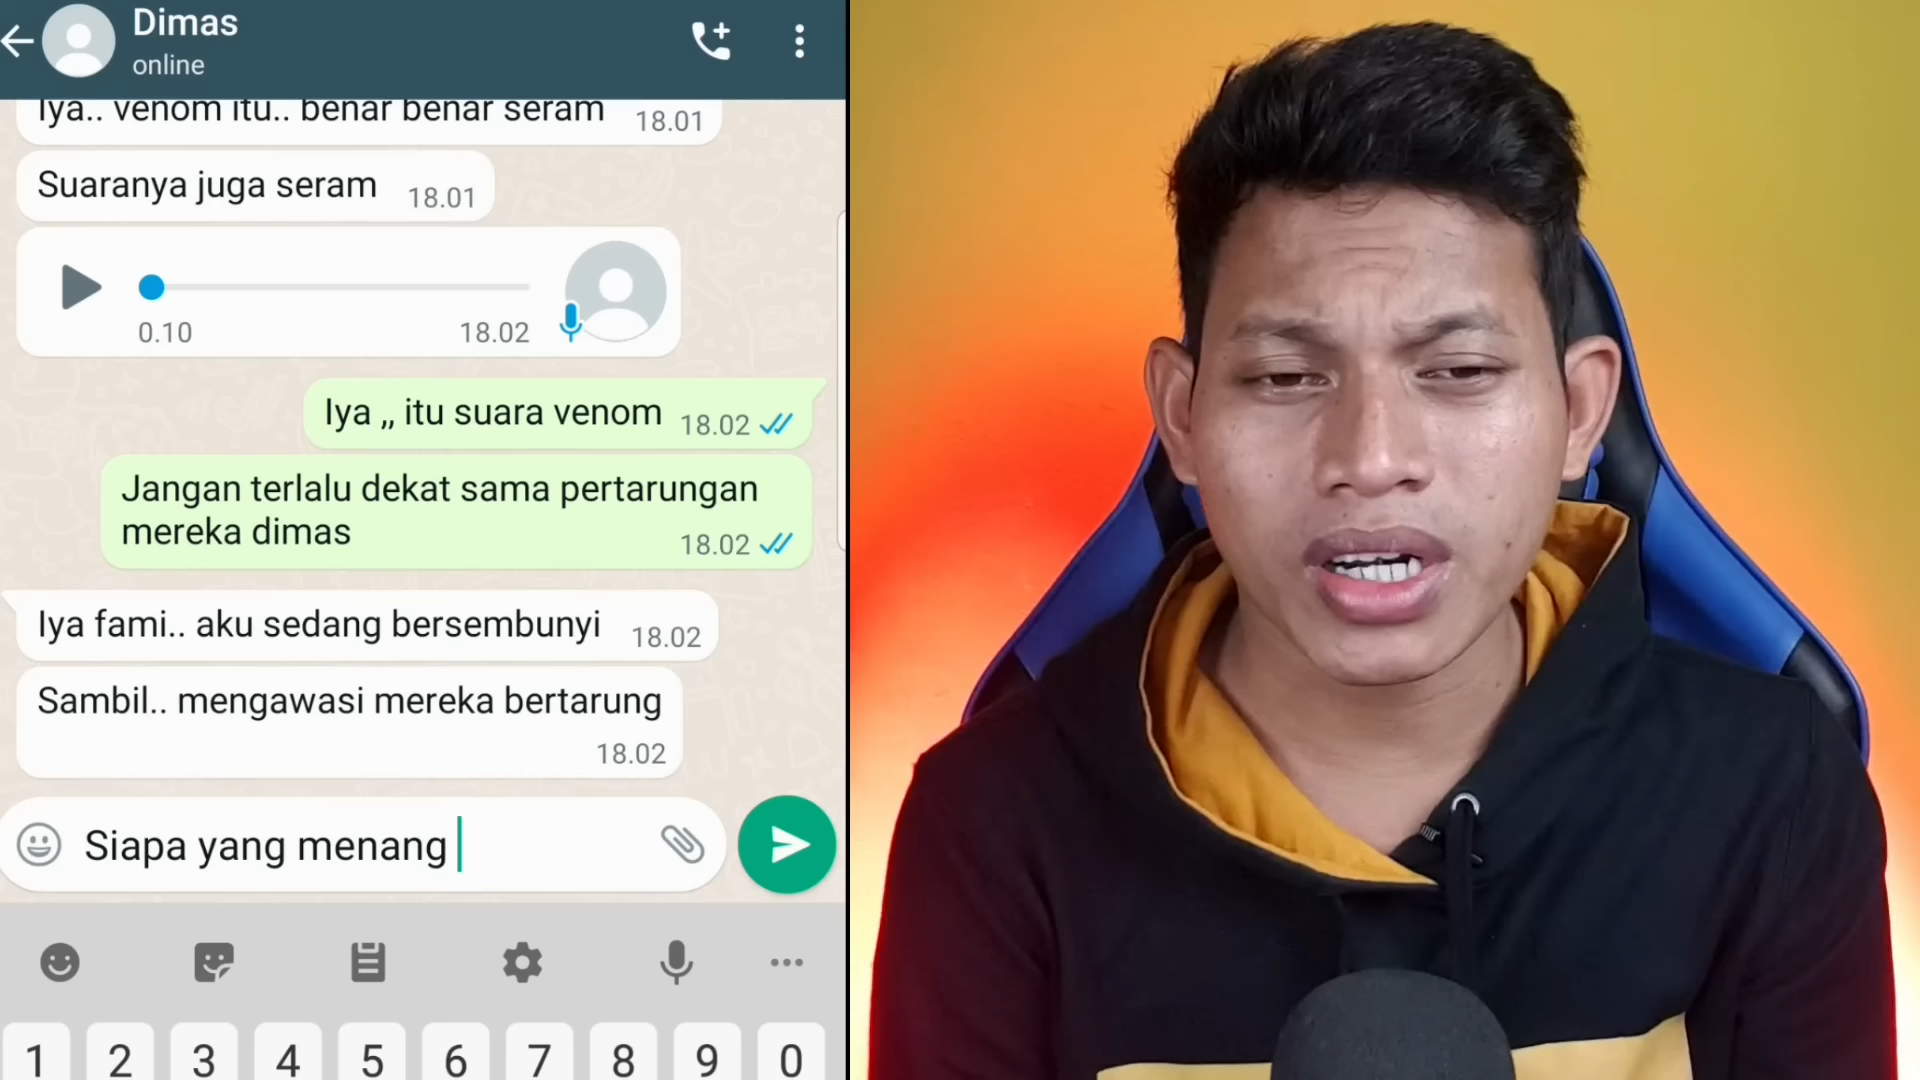 Dimas
online
Iya.. venom itu.. benar benar seram 18.01
Suaranya juga seram 18.01
0.10 18.02
Iya ,, itu suara venom 18.02
Jangan terlalu dekat sama pertarungan
mereka dimas 18.02
Iya fami.. aku sedang bersembunyi 18.02
Sambil.. mengawasi mereka bertarung
18.02
Siapa yang menang
1 2 3 4 5 6 7 8 9 0